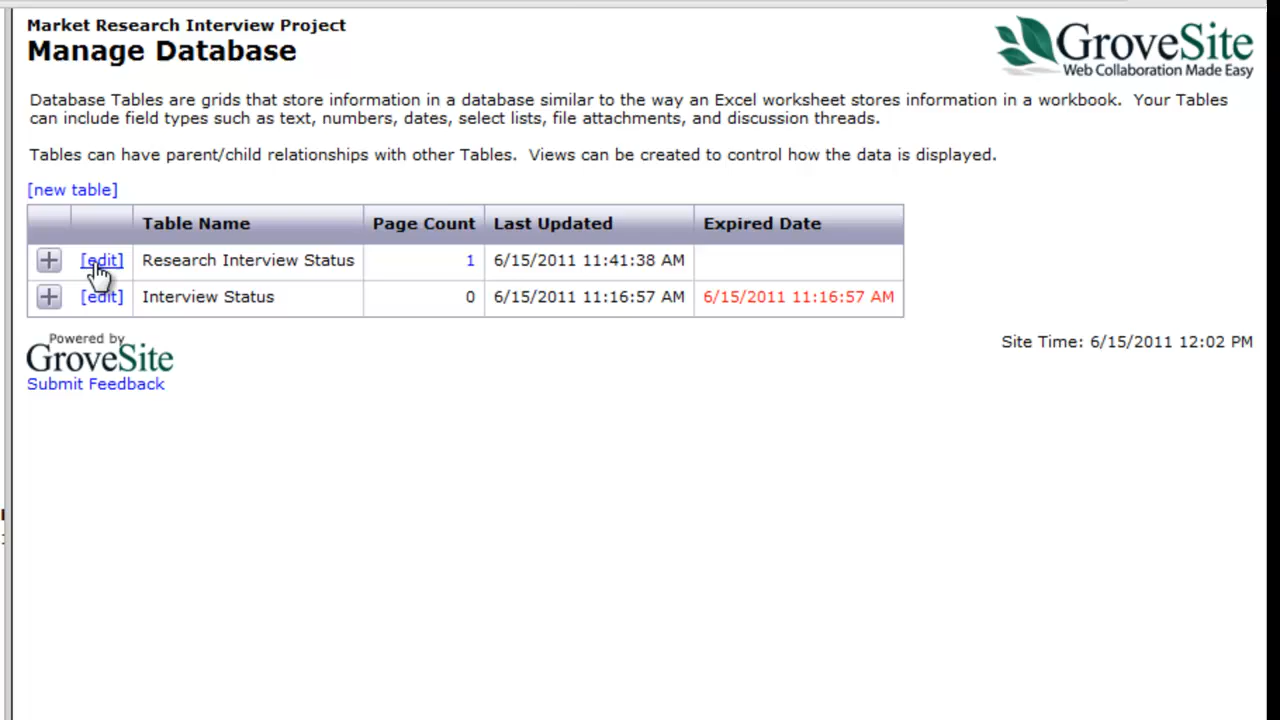 Market Research Interview Project
Manage Database
GroveSite
Web Collaboration Made Easy
Database Tables are grids that store information in a database similar to the way an Excel worksheet stores information in a workbook.  Your Tables
can include field types such as text, numbers, dates, select lists, file attachments, and discussion threads.
Tables can have parent/child relationships with other Tables.  Views can be created to control how the data is displayed.
[new table]
Table Name Page Count Last Updated Expired Date
[edit] Research Interview Status 1 6/15/2011 11:41:38 AM
[edit] Interview Status 0 6/15/2011 11:16:57 AM 6/15/2011 11:16:57 AM
Powered by
GroveSite
Site Time: 6/15/2011 12:02 PM
Submit Feedback